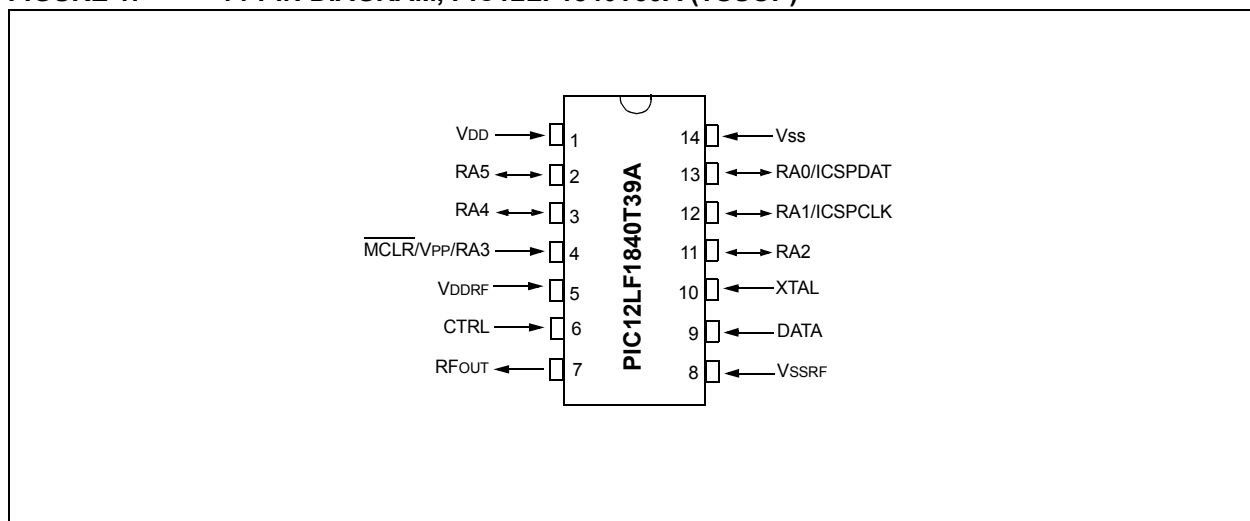 VDD
RA5
RA4
MCLR/VPP/RA3
VDDRF
CTRL
RFOUT
1
2
3
4
5
6
7
PIC12LF1840T39A
14
13
12
11
10
9
8
Vss
RA0/ICSPDAT
RA1/ICSPCLK
RA2
XTAL
DATA
VSSRF